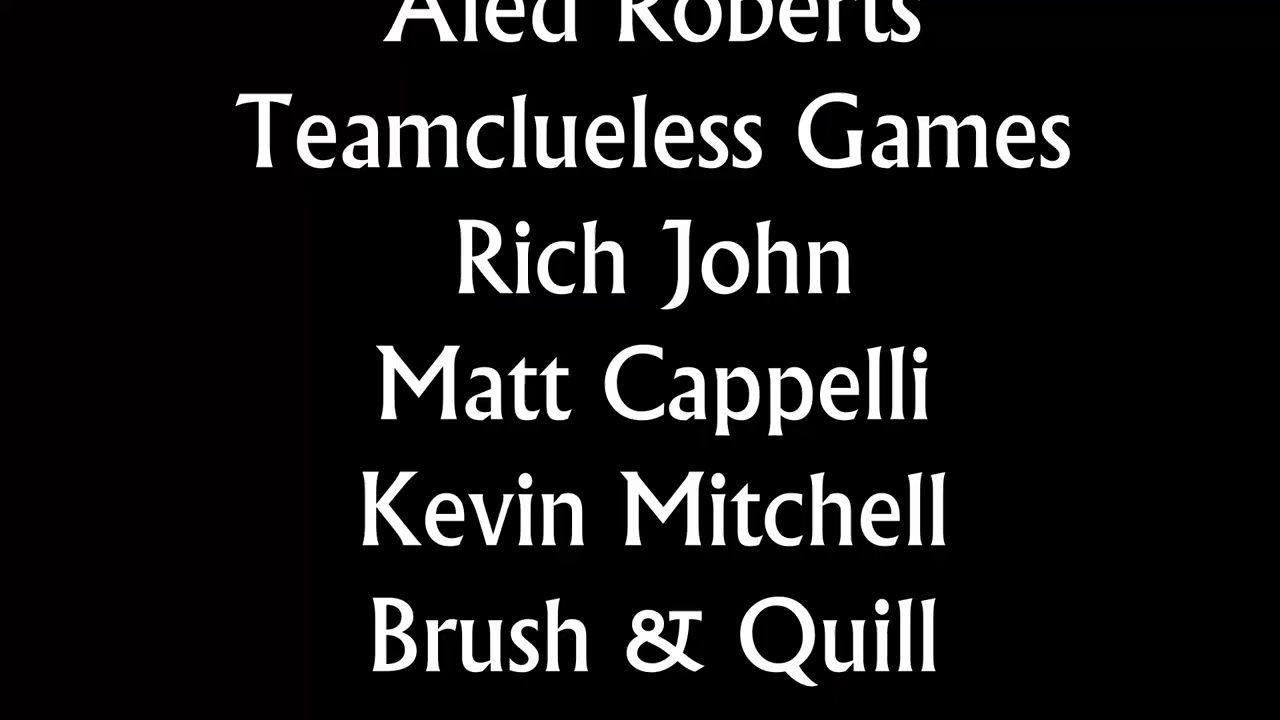 Aled Roberts
Teamclueless Games
Rich John
Matt Cappelli
Kevin Mitchell
Brush & Quill